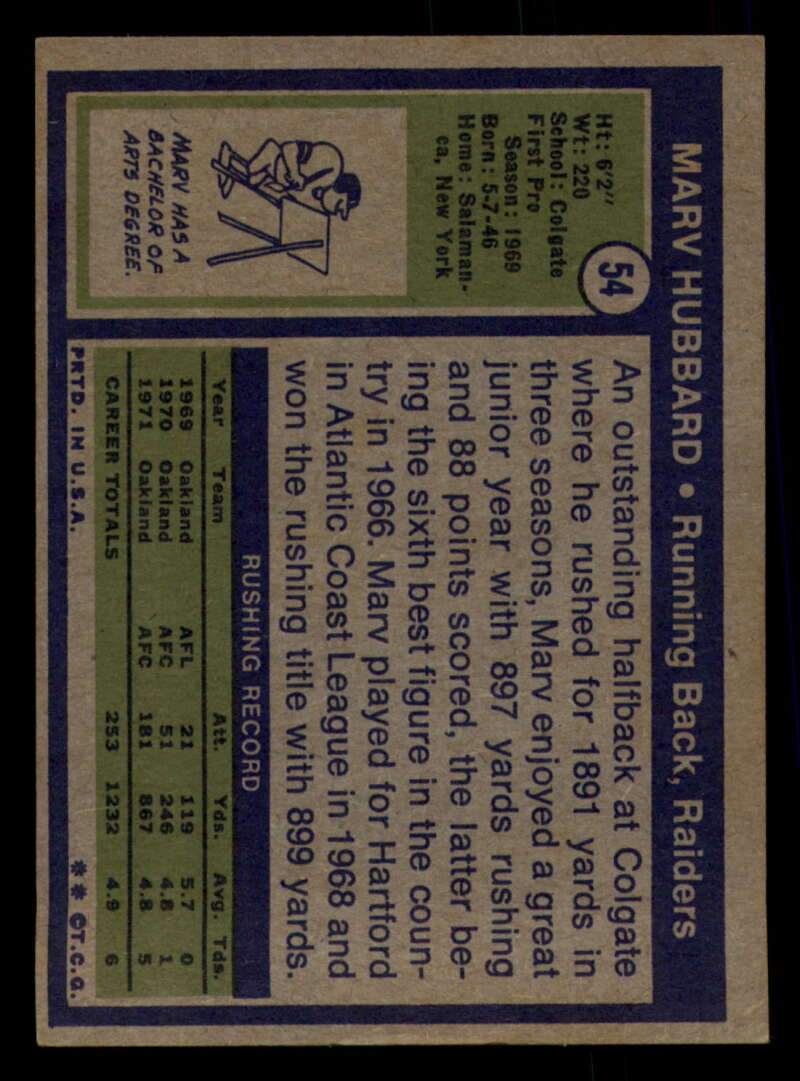 MARV HUBBARD • Running Back, Raiders
54
Ht: 6'2"
Wt: 220
School: Colgate
First Pro
Season: 1969
Born: 5-7-46
Home: Salaman-
ca, New York
MARV HAS A
BACHELOR OF
ARTS DEGREE.
An outstanding halfback at Colgate
where he rushed for 1891 yards in
three seasons, Marv enjoyed a great
junior year with 897 yards rushing
and 88 points scored, the latter be-
ing the sixth best figure in the coun-
try in 1966. Marv played for Hartford
in Atlantic Coast League in 1968 and
won the rushing title with 899 yards.
RUSHING RECORD
Year Team Att. Yds. Avg. Tds.
1969 Oakland AFL 21 119 5.7 0
1970 Oakland AFC 51 246 4.8 1
1971 Oakland AFC 181 867 4.8 5
CAREER TOTALS 253 1232 4.9 6
PRTD. IN U.S.A. ** ©T.C.G.